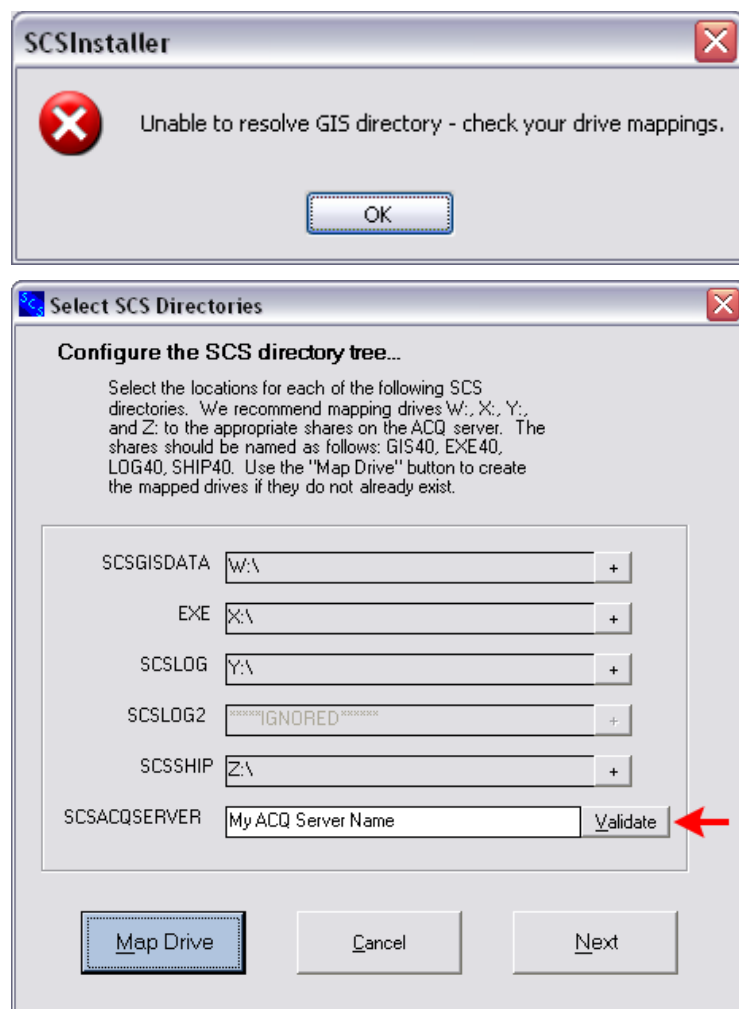 SCSInstaller
Unable to resolve GIS directory - check your drive mappings.
OK
SCS
Select SCS Directories
Configure the SCS directory tree...
Select the locations for each of the following SCS
directories. We recommend mapping drives W:, X:, Y:,
and Z: to the appropriate shares on the ACQ server. The
shares should be named as follows: GIS40, EXE40,
LOG40, SHIP40. Use the "Map Drive" button to create
the mapped drives if they do not already exist.
SCSGISDATA W:\ +
EXE X:\ +
SCSLOG Y:\ +
SCSLOG2 *****IGNORED****** +
SCSSHIP Z:\ +
SCSACQSERVER My ACQ Server Name Validate
Map Drive Cancel Next